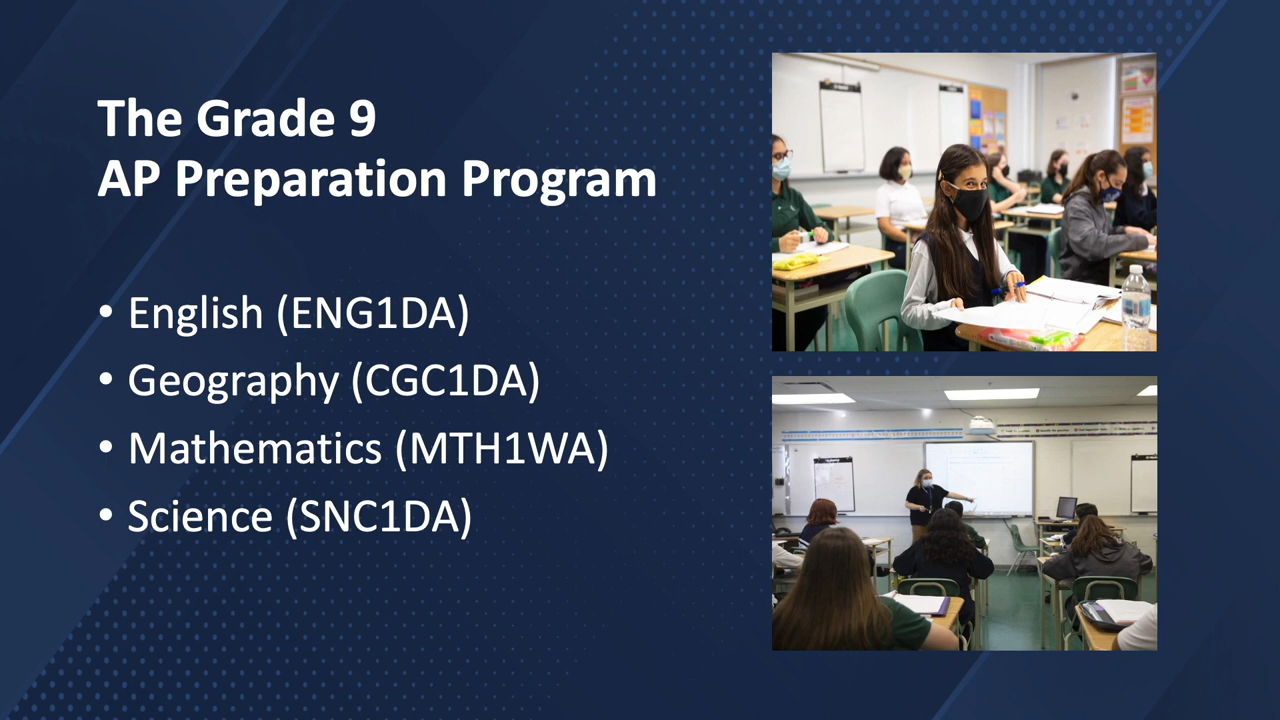 The Grade 9
AP Preparation Program
• English (ENG1DA)
• Geography (CGC1DA)
• Mathematics (MTH1WA)
• Science (SNC1DA)